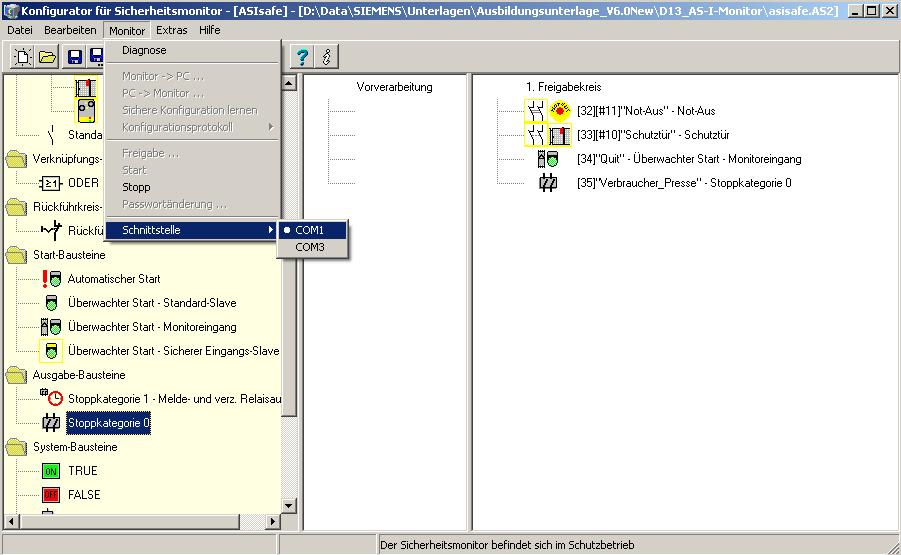 Konfigurator für Sicherheitsmonitor - [ASIsafe] - [D:\Data\SIEMENS\Unterlagen\Ausbildungsunterlage_V6.0New\D13_AS-I-Monitor\asisafe.AS2]
Datei Bearbeiten Monitor Extras Hilfe
Diagnose
Monitor -> PC ...
PC -> Monitor ...
Sichere Konfiguration lernen
Konfigurationsprotokoll
Freigabe ...
Start
Stopp
Passwortänderung ...
Schnittstelle
COM1
COM3
Standa
Verknüpfungs-
ODER
Rückführkreis-
Rückfü
Start-Bausteine
Automatischer Start
Überwachter Start - Standard-Slave
Überwachter Start - Monitoreingang
Überwachter Start - Sicherer Eingangs-Slave
Ausgabe-Bausteine
Stoppkategorie 1 - Melde- und verz. Relaisau
Stoppkategorie 0
System-Bausteine
ON TRUE
OFF FALSE
Vorverarbeitung
1. Freigabekreis
[32][#11]"Not-Aus" - Not-Aus
[33][#10]"Schutztür" - Schutztür
[34]"Quit" - Überwachter Start - Monitoreingang
[35]"Verbraucher_Presse" - Stoppkategorie 0
Der Sicherheitsmonitor befindet sich im Schutzbetrieb